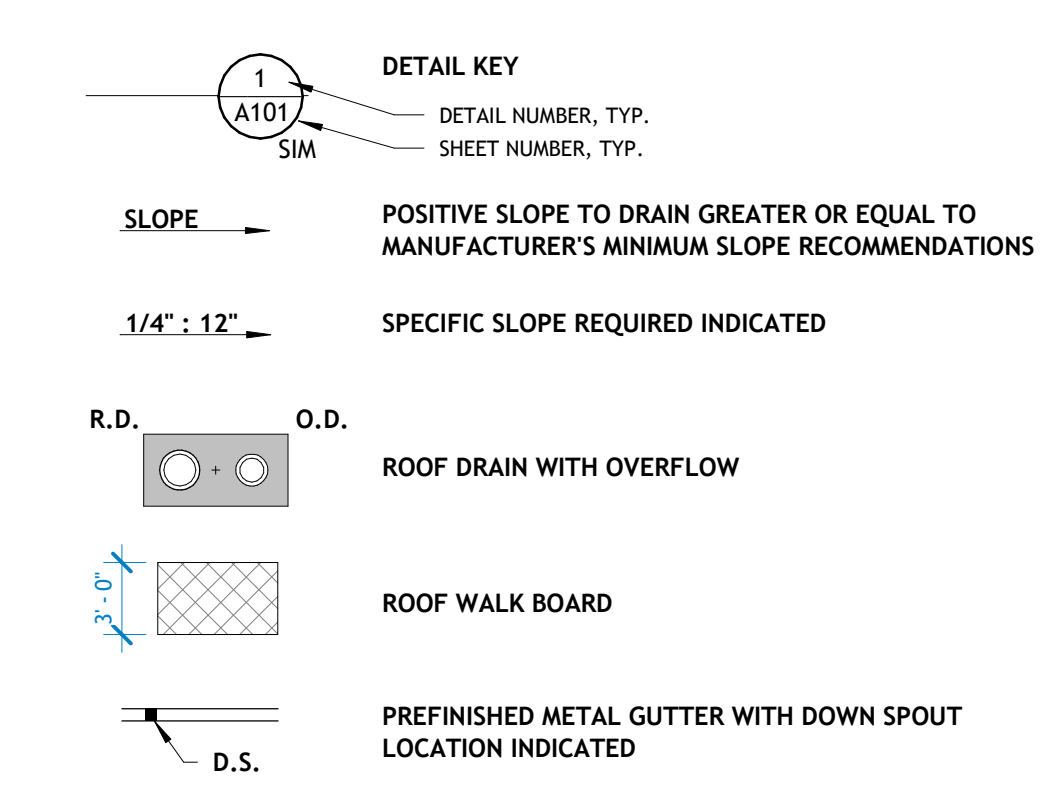 DETAIL KEY
1
A101
SIM
DETAIL NUMBER, TYP.
SHEET NUMBER, TYP.
SLOPE
POSITIVE SLOPE TO DRAIN GREATER OR EQUAL TO
MANUFACTURER'S MINIMUM SLOPE RECOMMENDATIONS
1/4" : 12"
SPECIFIC SLOPE REQUIRED INDICATED
R.D.
O.D.
ROOF DRAIN WITH OVERFLOW
3' - 0"
ROOF WALK BOARD
PREFINISHED METAL GUTTER WITH DOWN SPOUT
LOCATION INDICATED
D.S.